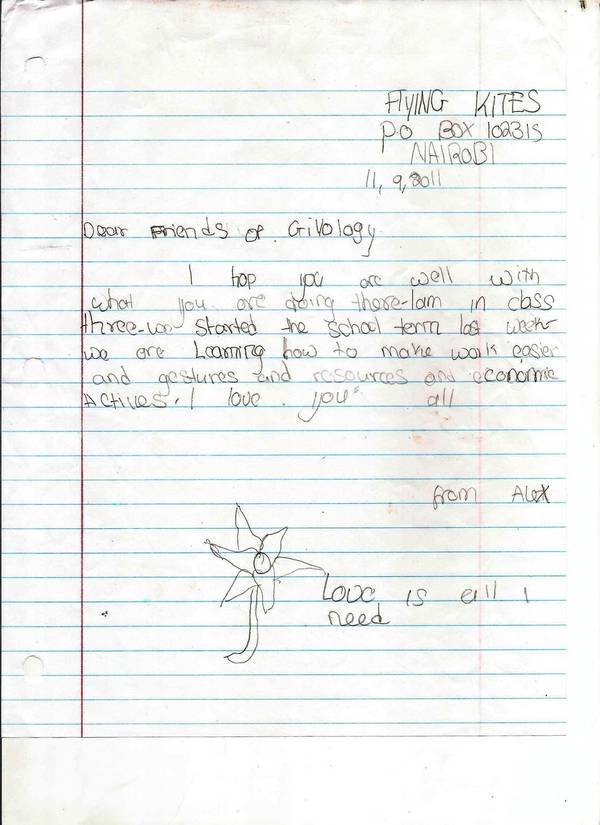 FlYING KITES
PO BOX 102315
NAIROBI
11, 9, 2011
Dear Friends of Givology
I hop you are well with
what you are doing there-Iam in class
three-we Started the school term last weeks
we are Learning how to make work easier
and gestures and resources and economic
Actives. I love you all
from Alex
Love is all I
need